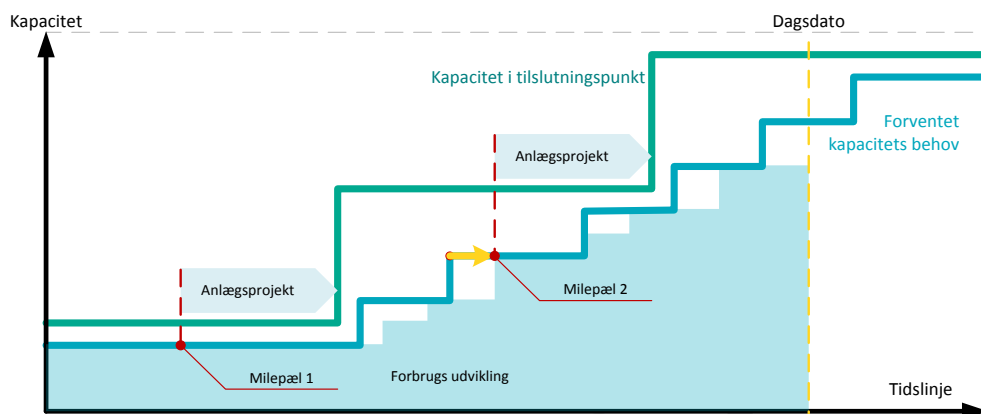 Kapacitet
Dagsdato
Kapacitet i tilslutningspunkt
Forventet
kapacitets behov
Anlægsprojekt
Anlægsprojekt
Milepæl 2
Milepæl 1
Forbrugs udvikling
Tidslinje